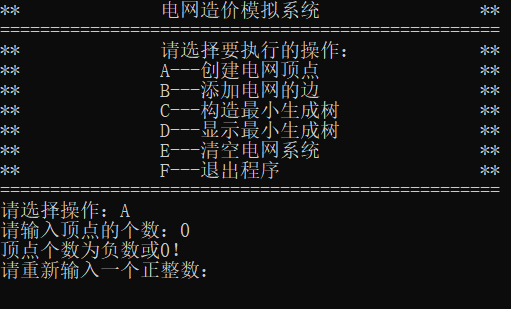 **              电网造价模拟系统                **
==================================================
**              请选择要执行的操作:             **
**              A---创建电网顶点                **
**              B---添加电网的边                **
**              C---构造最小生成树              **
**              D---显示最小生成树              **
**              E---清空电网系统                **
**              F---退出程序                    **
==================================================
请选择操作: A
请输入顶点的个数: 0
顶点个数为负数或0!
请重新输入一个正整数: